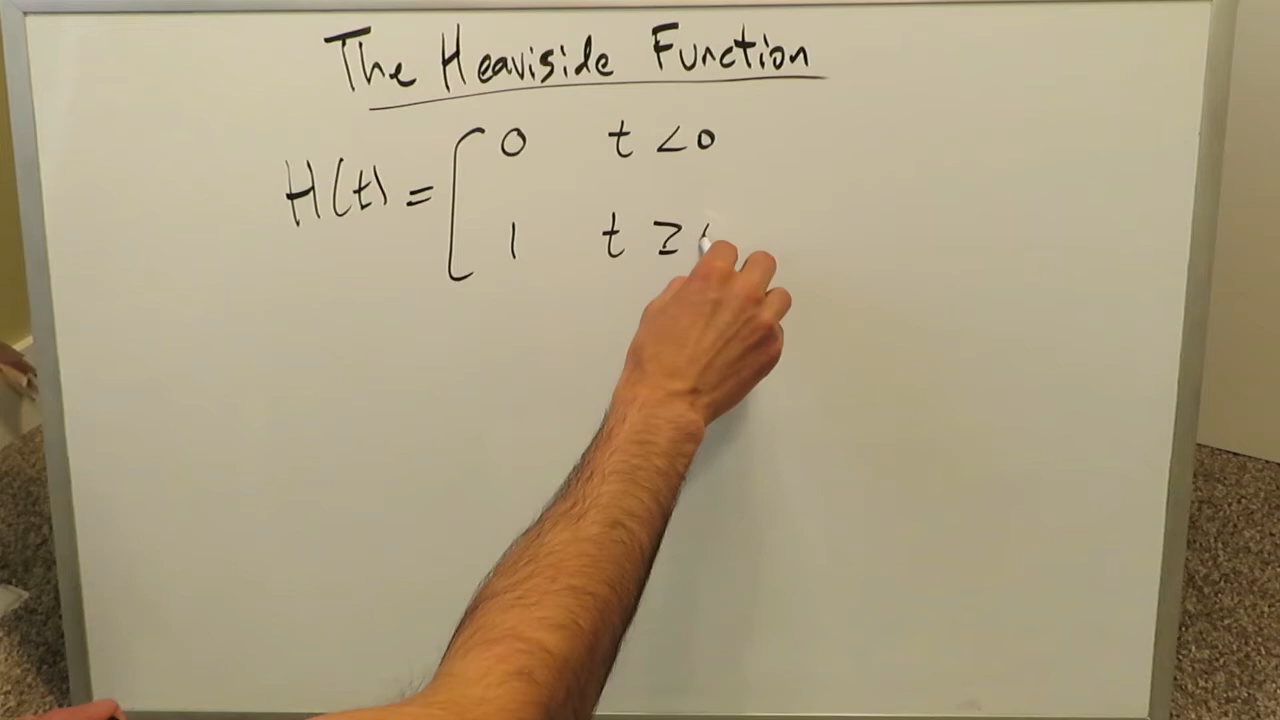 The Heaviside Function
H(t) = [ 0 t < 0
1 t ≥